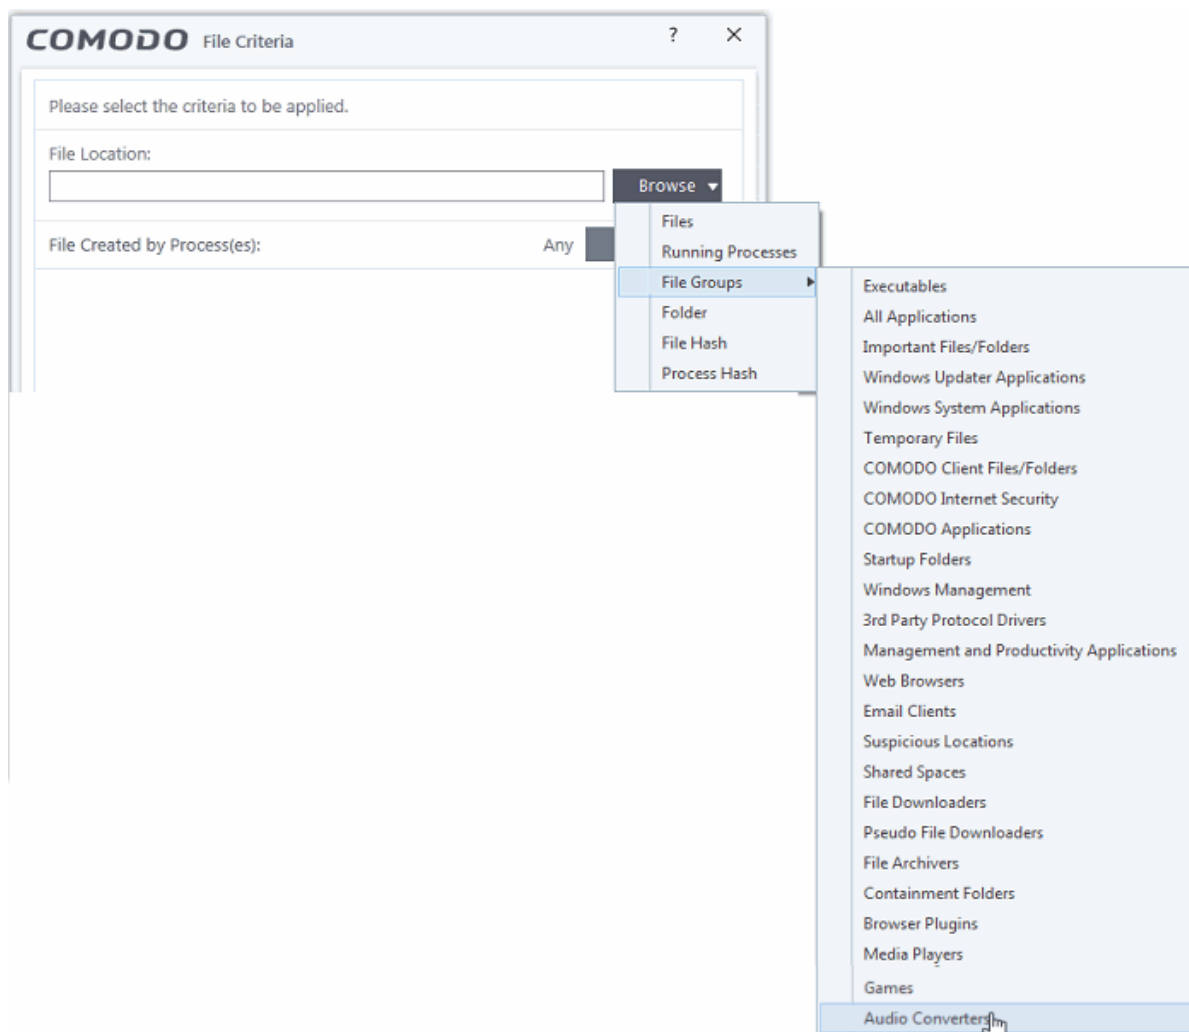 COMODO File Criteria ?
Please select the criteria to be applied.
File Location:
Browse
File Created by Process(es): Any
Files
Running Processes
File Groups
Folder
File Hash
Process Hash
Executables
All Applications
Important Files/Folders
Windows Updater Applications
Windows System Applications
Temporary Files
COMODO Client Files/Folders
COMODO Internet Security
COMODO Applications
Startup Folders
Windows Management
3rd Party Protocol Drivers
Management and Productivity Applications
Web Browsers
Email Clients
Suspicious Locations
Shared Spaces
File Downloaders
Pseudo File Downloaders
File Archivers
Containment Folders
Browser Plugins
Media Players
Games
Audio Converters